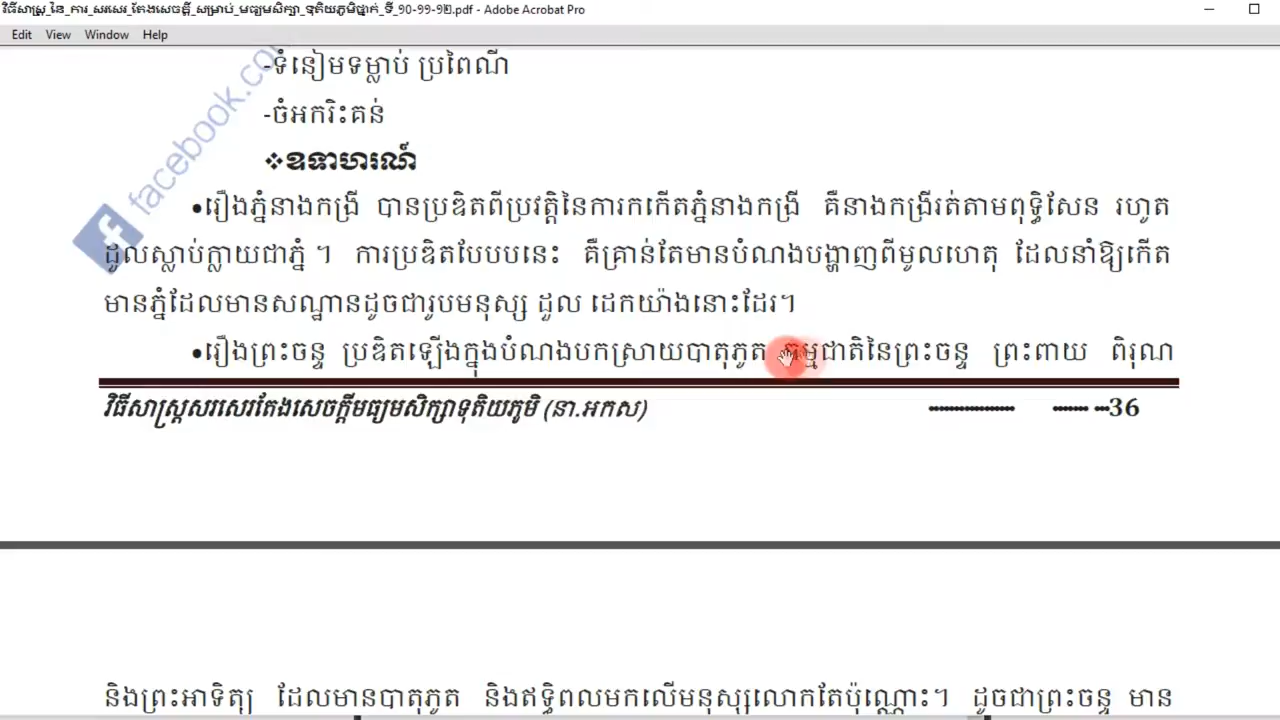 វិធីសាស្ត្រ_នៃ_ការ_សរសេរ_តែងសេចក្តី_សម្រាប់_មធ្យមសិក្សា_ទុតិយភូមិថ្នាក់_ទី_១០-១១-១២.pdf - Adobe Acrobat Pro
Edit View Window Help
-ទំនៀមទម្លាប់ ប្រពៃណី
-ចំអករិះគន់
❖ឧទាហរណ៍
•រឿងភ្នំនាងកង្រី បានប្រឌិតពីប្រវត្តិនៃការកកើតភ្នំនាងកង្រី គឺនាងកង្រីរត់តាមពុទ្ធិសែន រហូត
ដួលស្លាប់ក្លាយជាភ្នំ ។ ការប្រឌិតបែបបនេះ គឺគ្រាន់តែមានបំណងបង្ហាញពីមូលហេតុ ដែលនាំឱ្យកើត
មានភ្នំដែលមានសណ្ឋានដូចជារូបមនុស្ស ដួល ដេកយ៉ាងនោះដែរ។
•រឿងព្រះចន្ទ ប្រឌិតឡើងក្នុងបំណងបកស្រាយបាតុភូត ធម្មជាតិនៃព្រះចន្ទ ព្រះពាយ ពិរុណ
វិធីសាស្ត្រសរសេរតែងសេចក្តីមធ្យមសិក្សាទុតិយភូមិ (នា.អកស) 36
និងព្រះអាទិត្យ ដែលមានបាតុភូត និងឥទ្ធិពលមកលើមនុស្សលោកតែប៉ុណ្ណោះ។ ដូចជាព្រះចន្ទ មាន
facebook.co